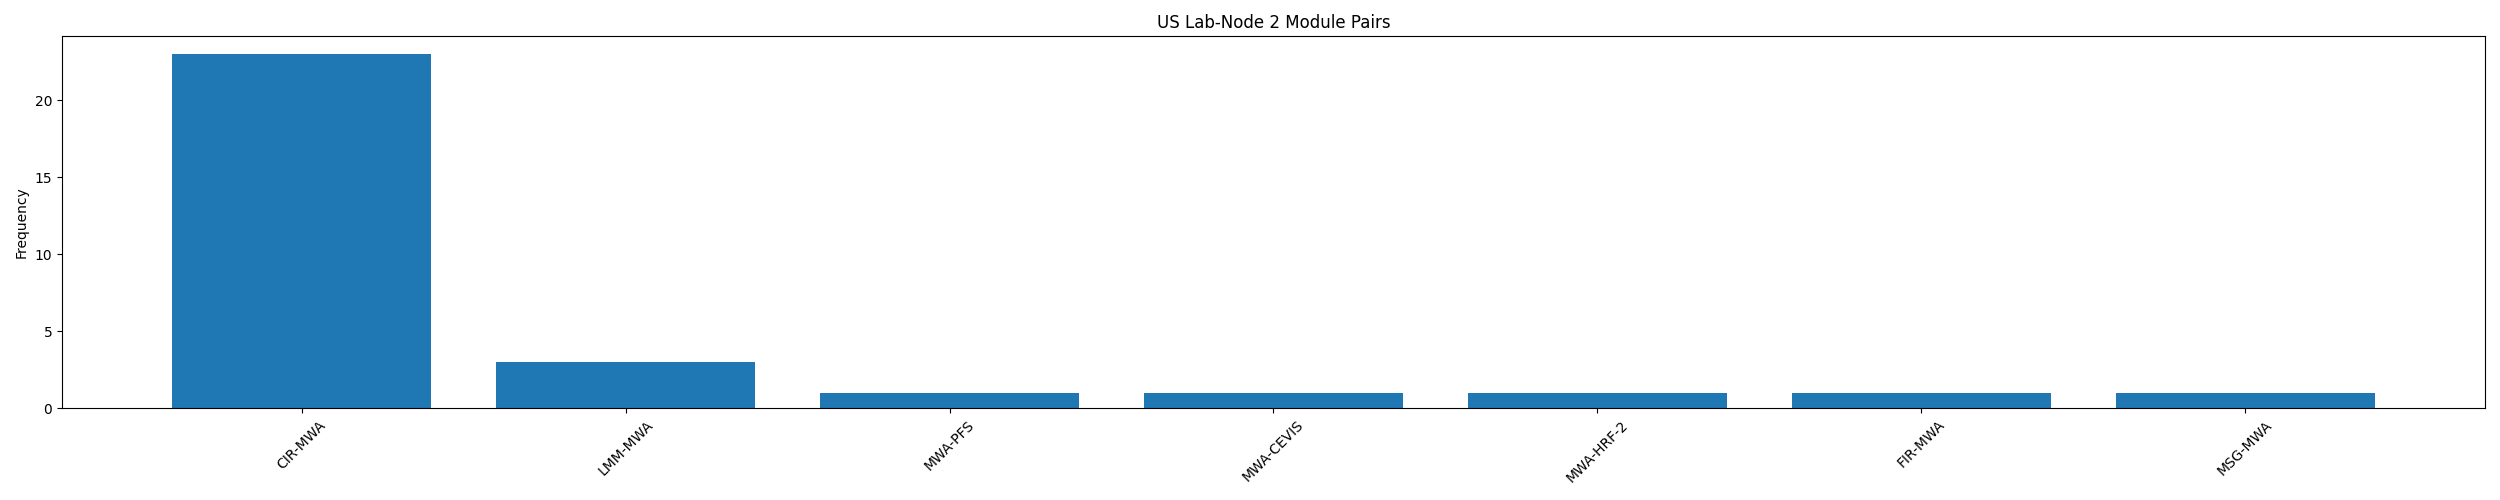 US Lab-Node 2 Module Pairs
Frequency
20
15
10
5
0
CIR-MWA
LMM-MWA
MWA-PFS
MWA-CEVIS
MWA-HRF-2
FIR-MWA
MSG-MWA